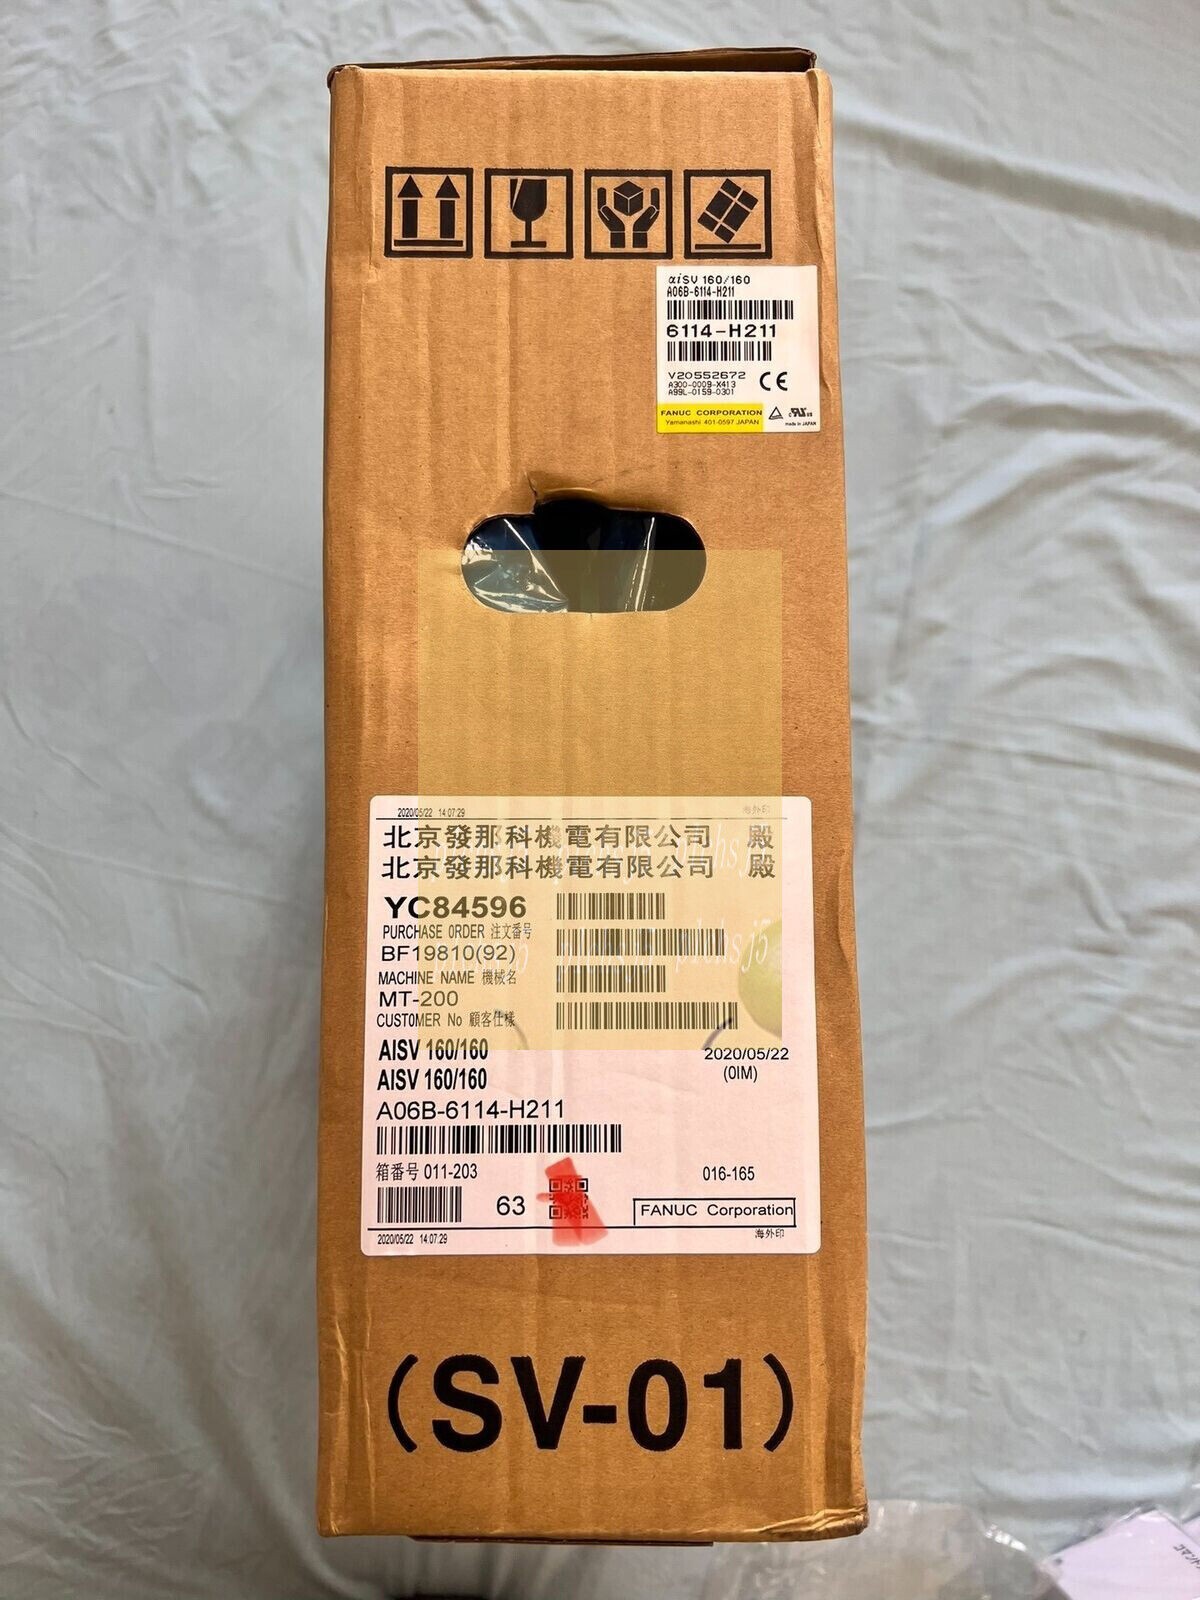 αiSV 160/160
A06B-6114-H211
6114-H211
V20552672
A300-0009-X413
A99L-0159-0301
CE
FANUC CORPORATION
Yamanashi 401-0597 JAPAN
made in JAPAN
2020/05/22 14:07:29 海外印
北京發那科機電有限公司 殿
北京發那科機電有限公司 殿
YC84596
PURCHASE ORDER 注文番号
BF19810(92)
MACHINE NAME 機械名
MT-200
CUSTOMER No 顧客仕様
AISV 160/160 2020/05/22
AISV 160/160 (0IM)
A06B-6114-H211
箱番号 011-203 016-165
63 FANUC Corporation
2020/05/22 14:07:29 海外印
(SV-01)